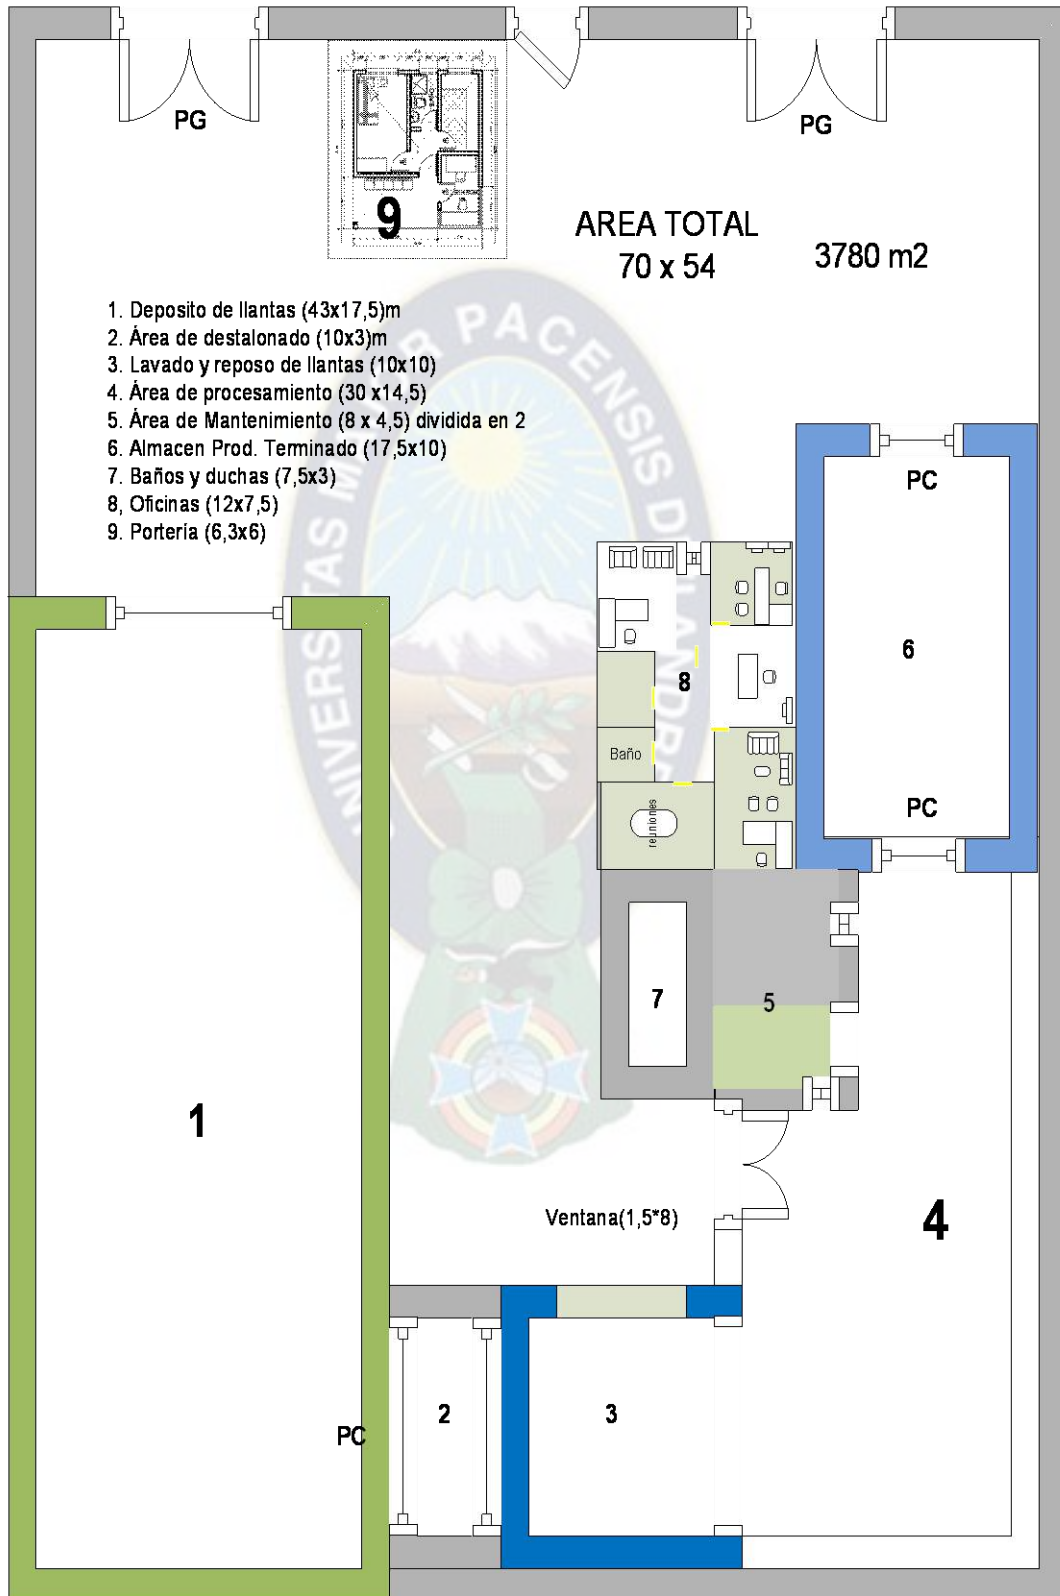 PG
PG
9
AREA TOTAL
70 x 54
3780 m2
1. Deposito de llantas (43x17,5)m
2. Área de destalonado (10x3)m
3. Lavado y reposo de llantas (10x10)
4. Área de procesamiento (30 x14,5)
5. Área de Mantenimiento (8 x 4,5) dividida en 2
6. Almacen Prod. Terminado (17,5x10)
7. Baños y duchas (7,5x3)
8, Oficinas (12x7,5)
9. Portería (6,3x6)
PC
6
8
Baño
reuniones
PC
7
5
1
4
Ventana(1,5*8)
2
3
PC